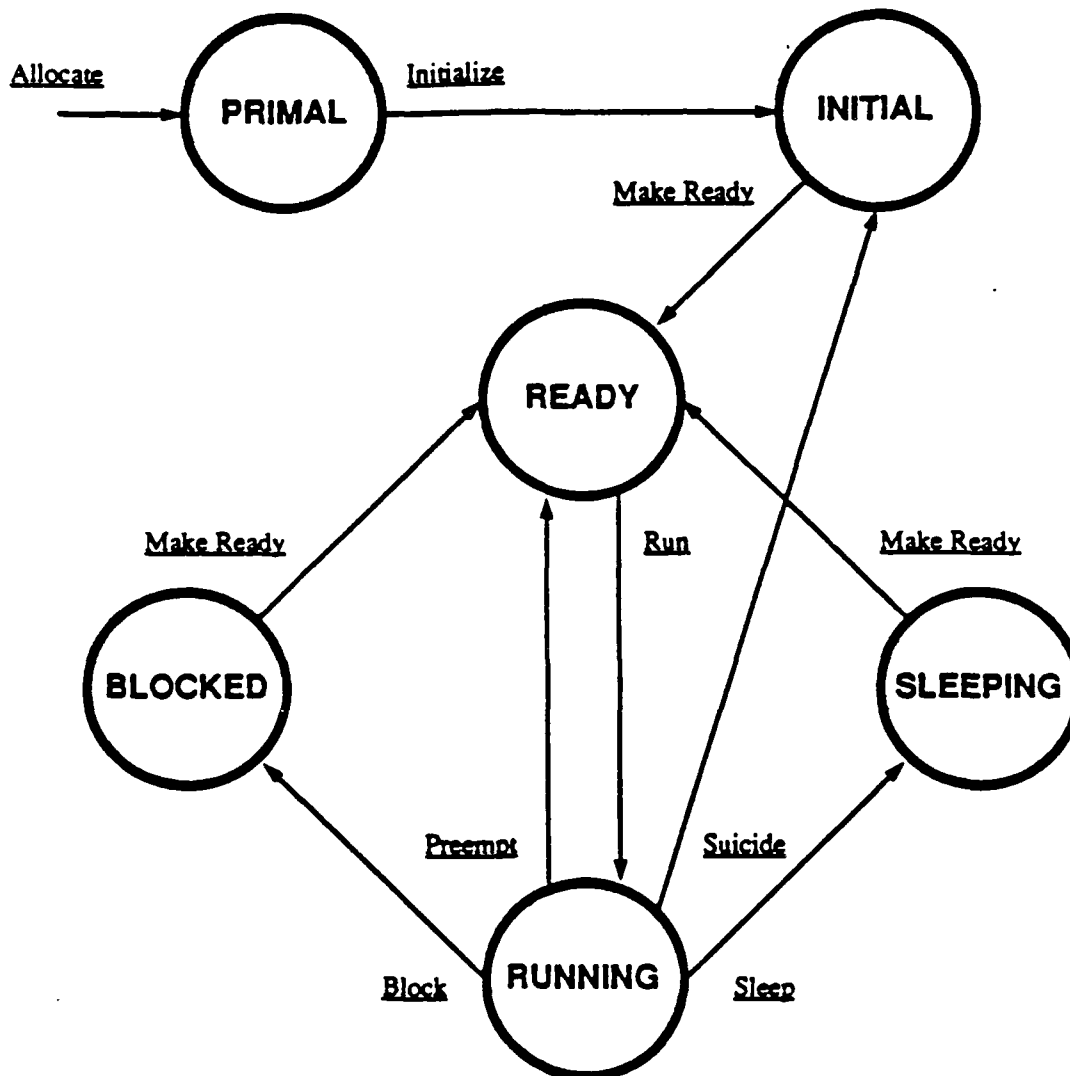 Allocate
Initialize
PRIMAL
INITIAL
Make Ready
READY
Make Ready
Run
Make Ready
BLOCKED
SLEEPING
Preempt
Suicide
Block
RUNNING
Sleep